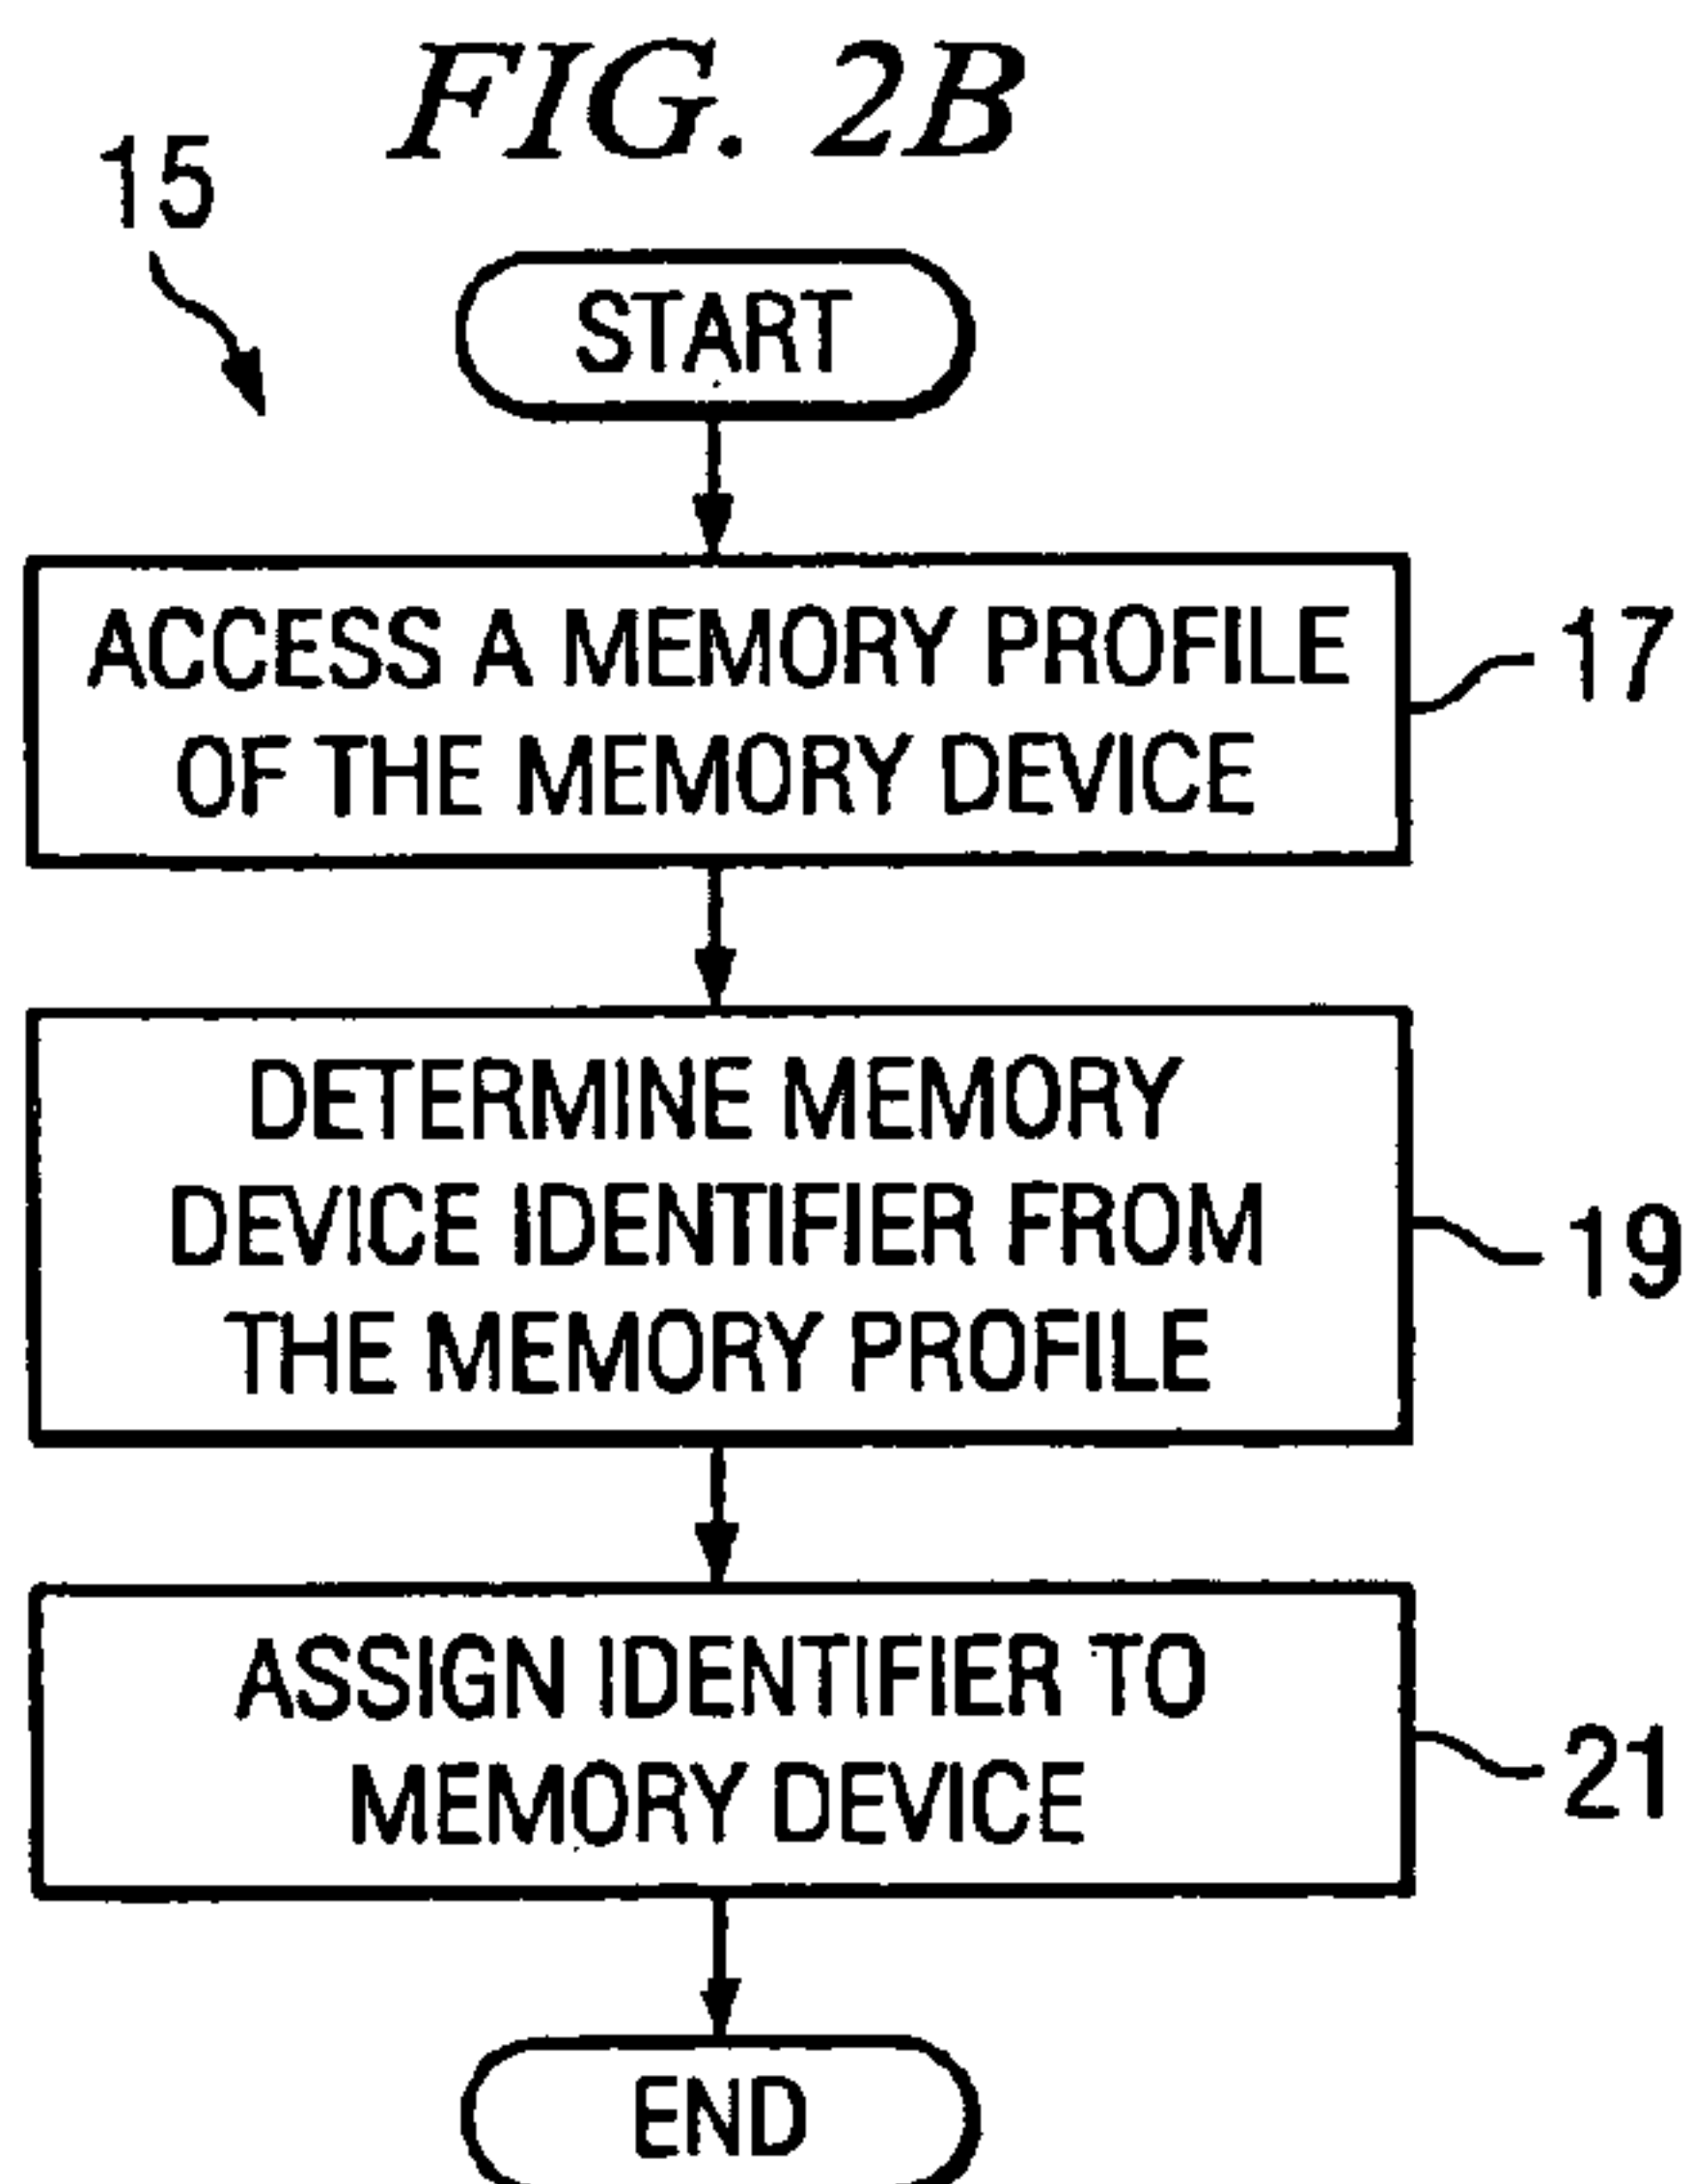 FIG. 2B
15
START
ACCESS A MEMORY PROFILE
OF THE MEMORY DEVICE
17
DETERMINE MEMORY
DEVICE IDENTIFIER FROM
THE MEMORY PROFILE
19
ASSIGN IDENTIFIER TO
MEMORY DEVICE
21
END